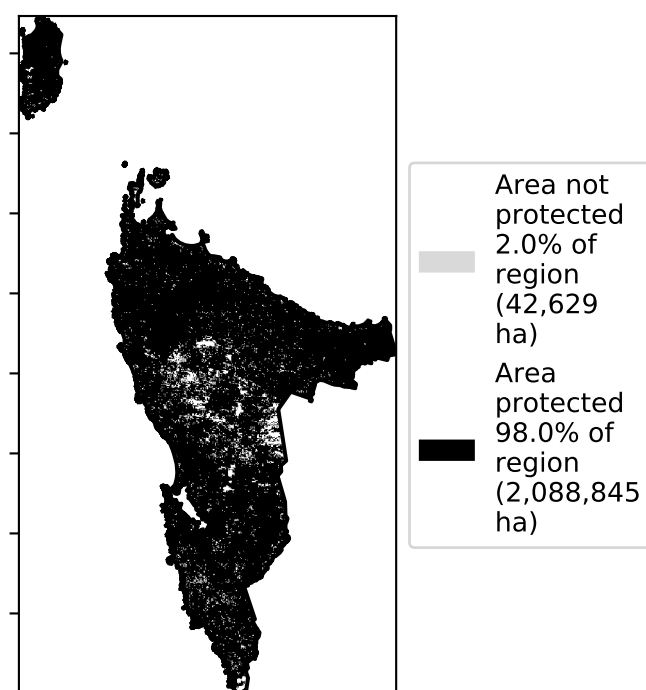 Area not
protected
2.0% of
region
(42,629
ha)
Area
protected
98.0% of
region
(2,088,845
ha)